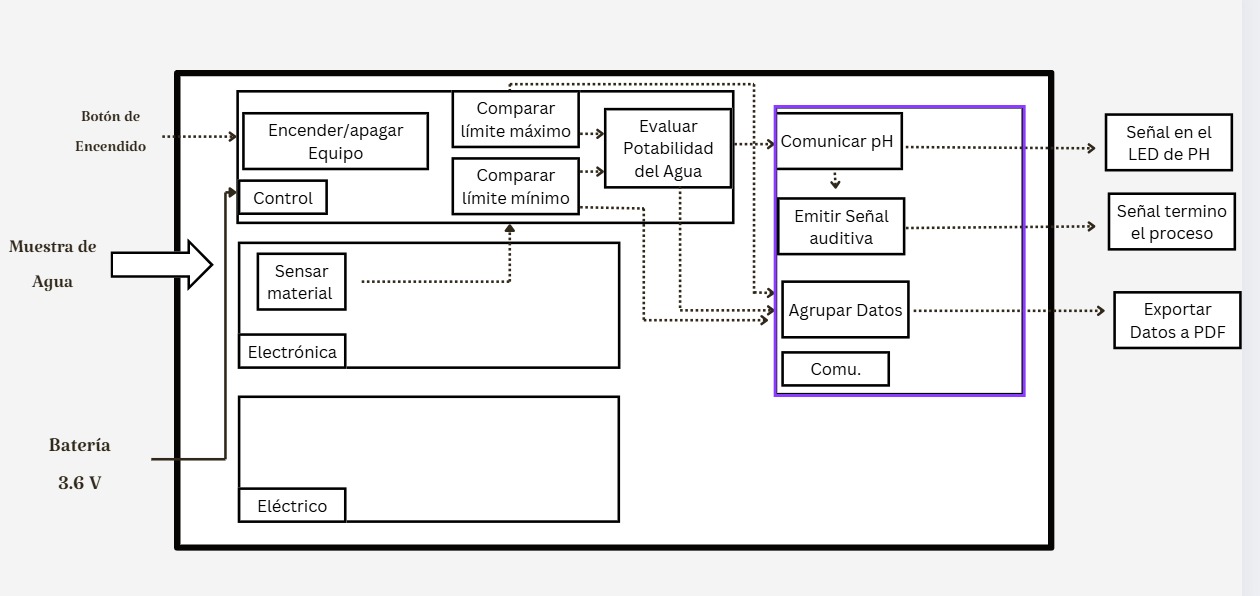 Botón de
Encendido
Muestra de
Agua
Batería
3.6 V
Encender/apagar
Equipo
Control
Comparar
límite máximo
Comparar
límite mínimo
Evaluar
Potabilidad
del Agua
Sensar
material
Electrónica
Eléctrico
Comunicar pH
Emitir Señal
auditiva
Agrupar Datos
Comu.
Señal en el
LED de PH
Señal termino
el proceso
Exportar
Datos a PDF